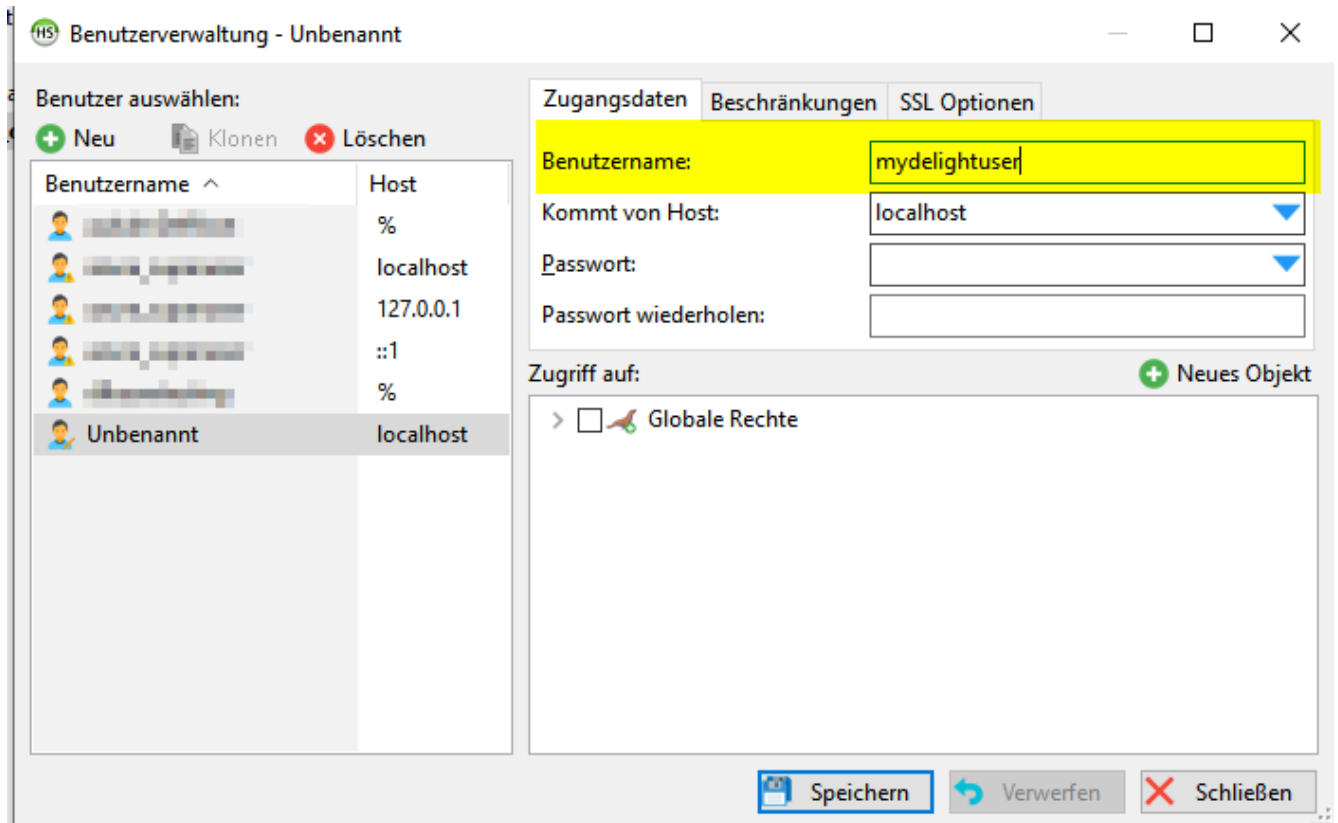 HS Benutzerverwaltung - Unbenannt
Benutzer auswählen:
Neu Klonen Löschen
Benutzername Host
%
localhost
127.0.0.1
::1
%
Unbenannt localhost
Zugangsdaten Beschränkungen SSL Optionen
Benutzername: mydelightuser
Kommt von Host: localhost
Passwort:
Passwort wiederholen:
Zugriff auf: Neues Objekt
Globale Rechte
Speichern Verwerfen Schließen